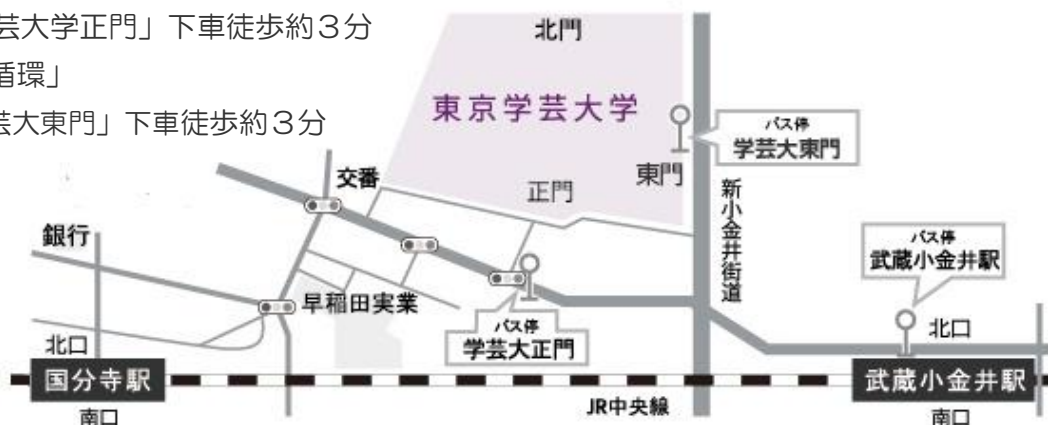 芸大学正門」下車徒歩約３分
循環」
芸大東門」下車徒歩約３分
北門
東京学芸大学
バス停
学芸大東門
東門
正門
交番
新小金井街道
銀行
バス停
武蔵小金井駅
早稲田実業
バス停
学芸大正門
北口
北口
国分寺駅
武蔵小金井駅
JR中央線
南口
南口